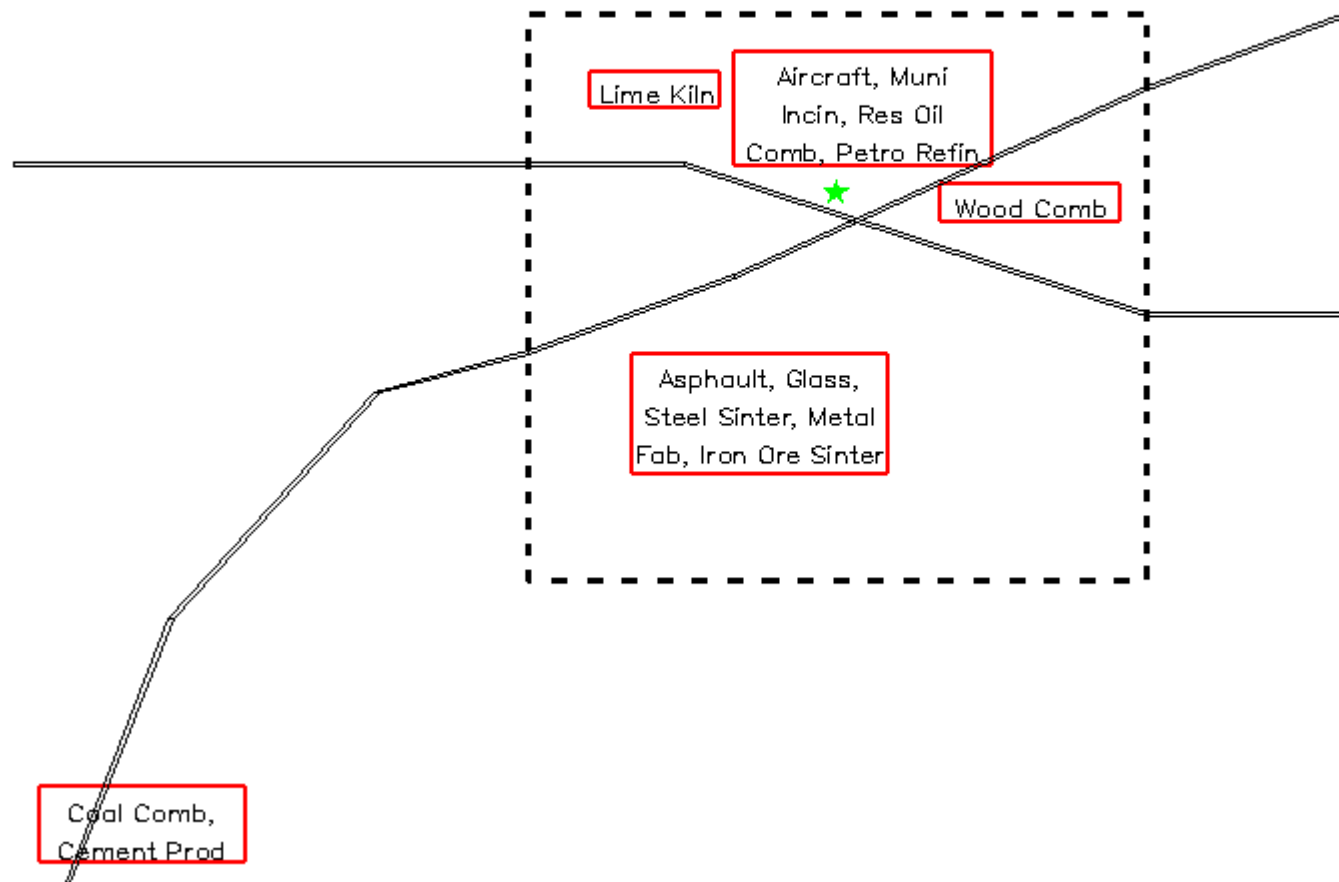 Lime Kiln
Aircraft, Muni
Incin, Res Oil
Comb, Petro Refin
Wood Comb
Asphault, Glass,
Steel Sinter, Metal
Fab, Iron Ore Sinter
Coal Comb,
Cement Prod